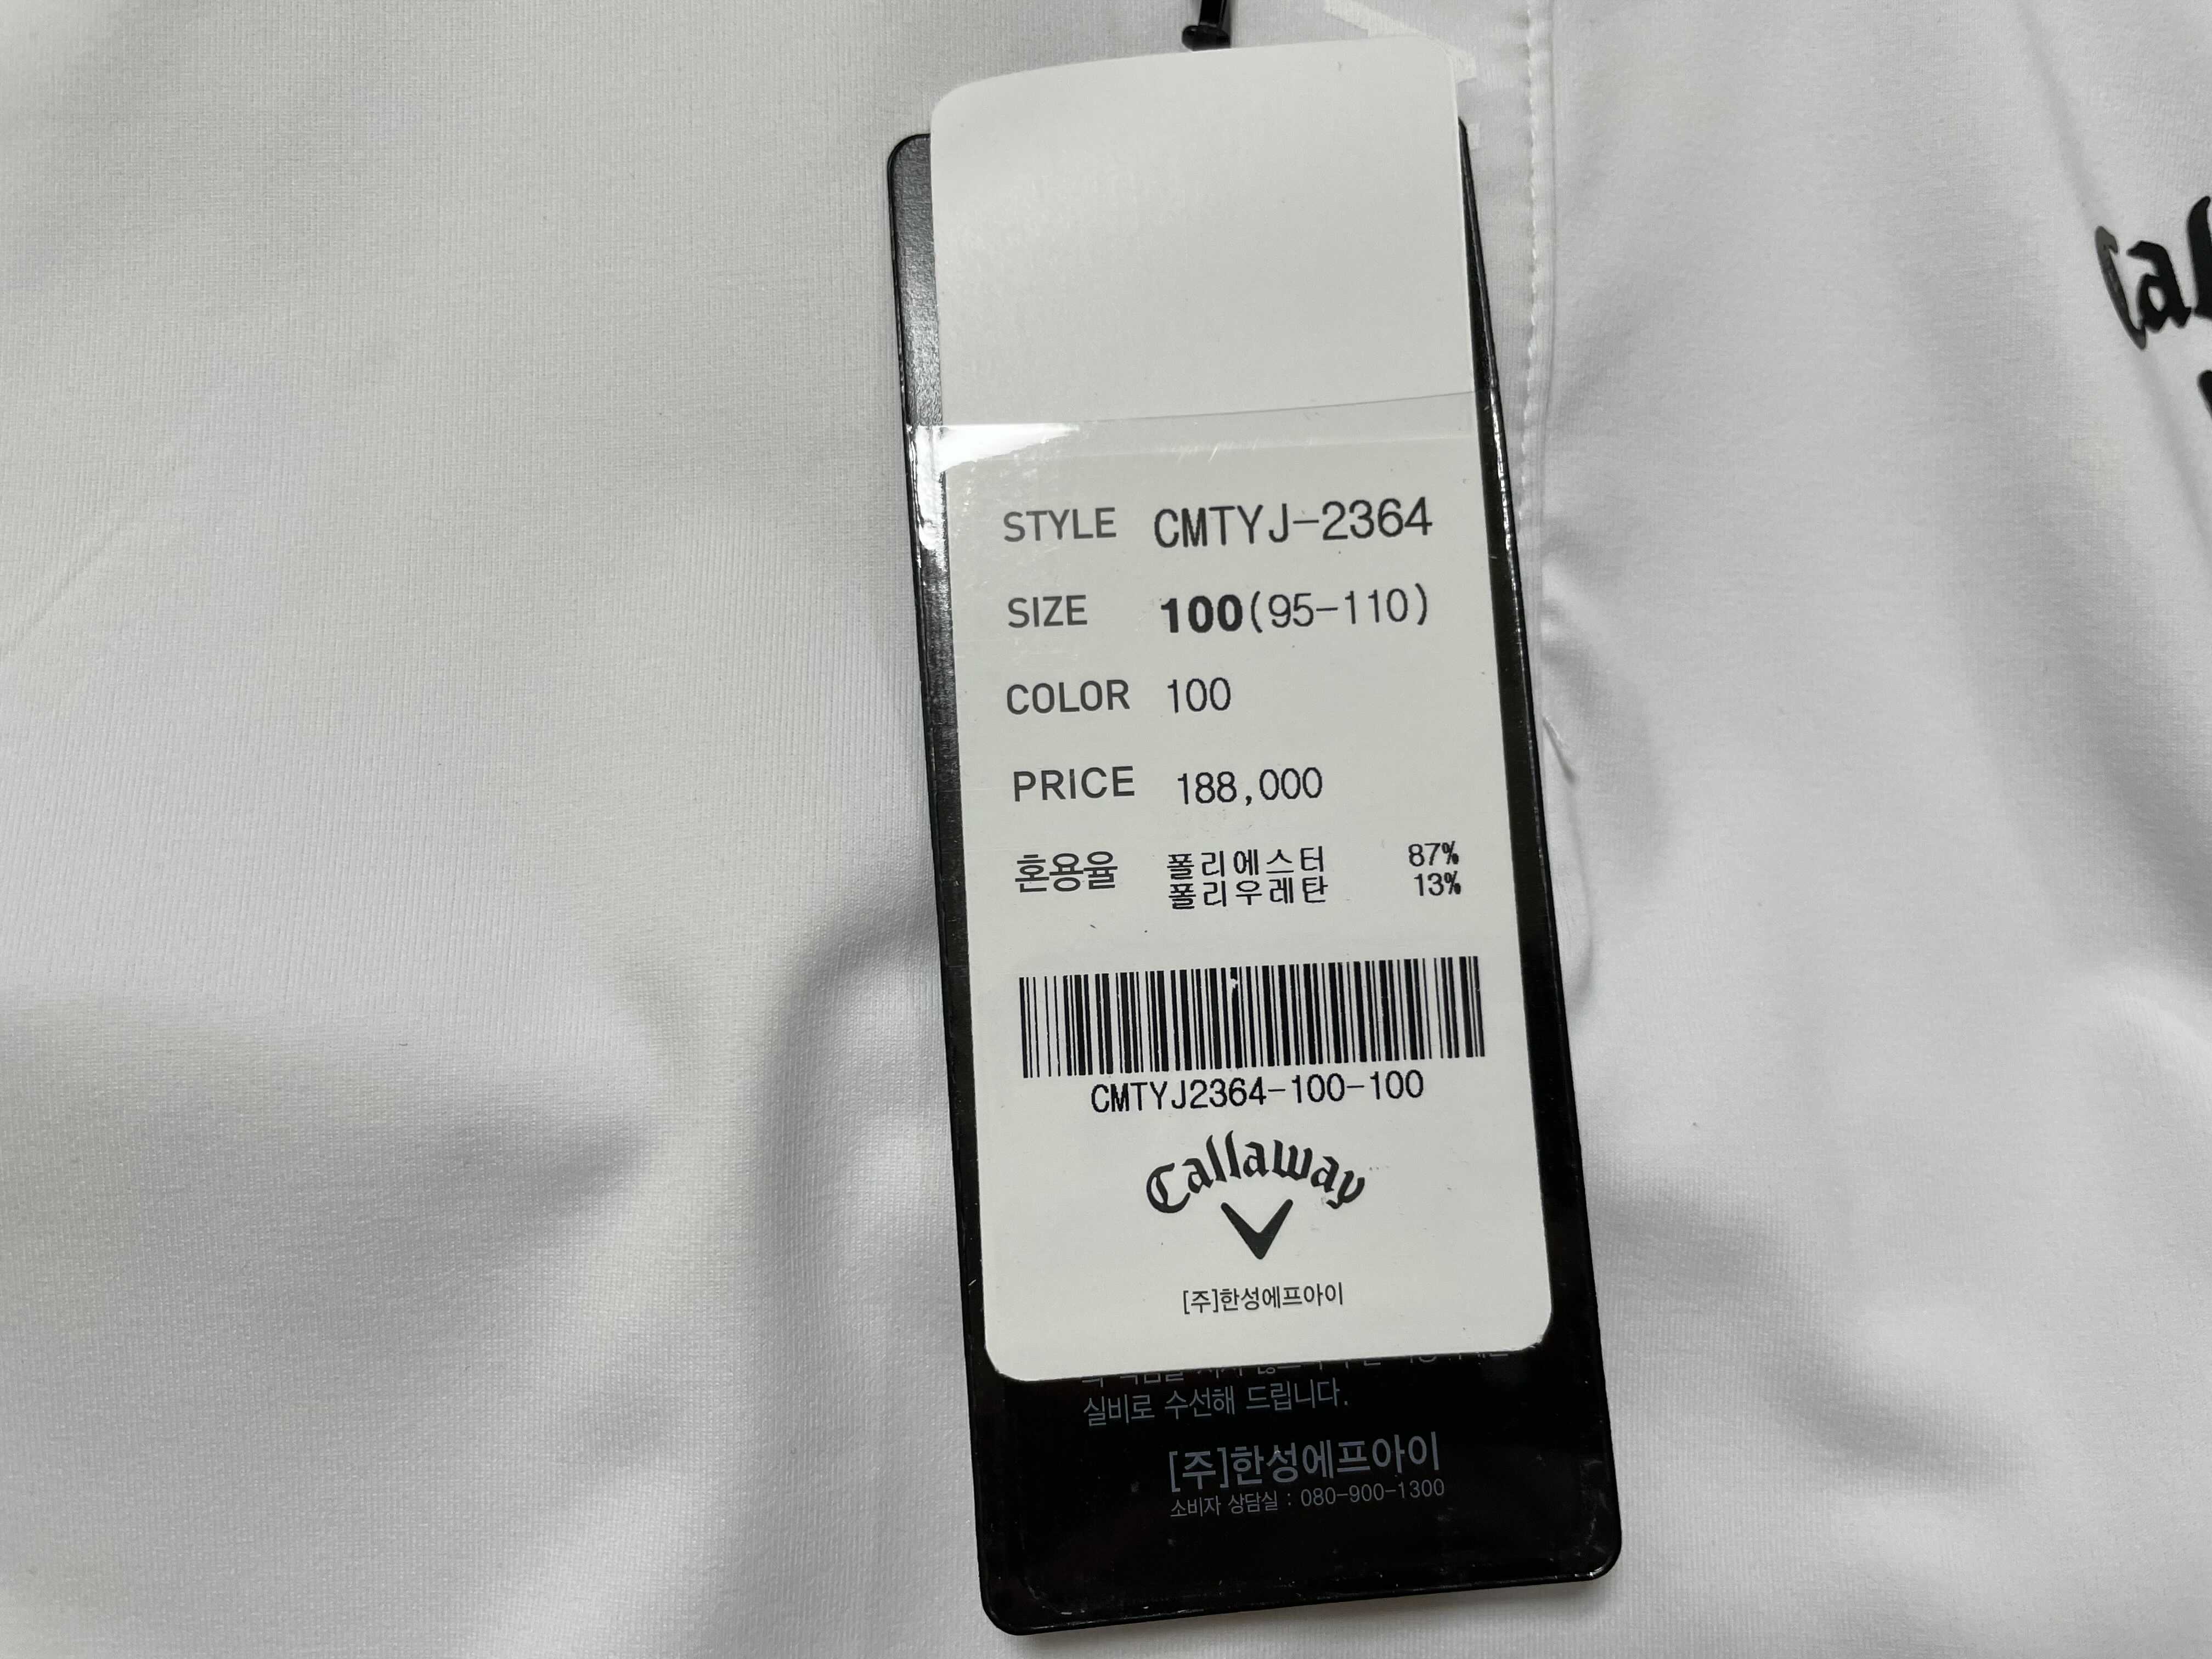 STYLE CMTYJ-2364
SIZE 100(95-110)
COLOR 100
PRICE 188,000
혼용율 폴리에스터 87%
폴리우레탄 13%
CMTYJ2364-100-100
Callaway
[주]한성에프아이
실비로 수선해 드립니다.
[주]한성에프아이
소비자 상담실 : 080-900-1300